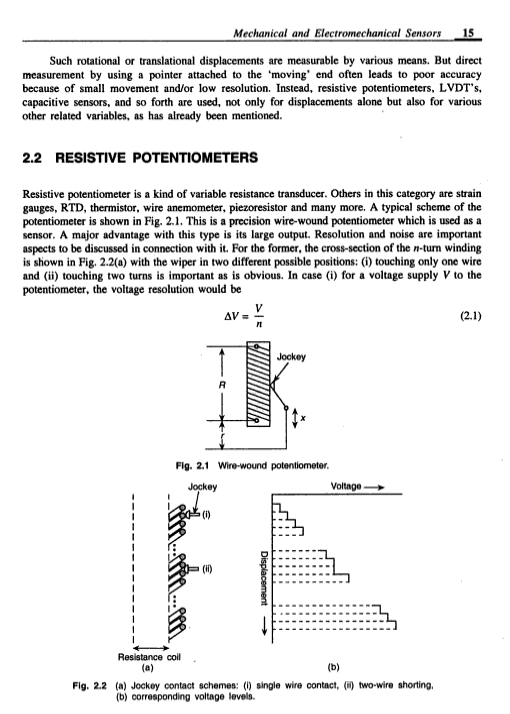 Mechanical and Electromechanical Sensors 15
Such rotational or translational displacements are measurable by various means. But direct
measurement by using a pointer attached to the 'moving' end often leads to poor accuracy
because of small movement and/or low resolution. Instead, resistive potentiometers, LVDT's,
capacitive sensors, and so forth are used, not only for displacements alone but also for various
other related variables, as has already been mentioned.
2.2 RESISTIVE POTENTIOMETERS
Resistive potentiometer is a kind of variable resistance transducer. Others in this category are strain
gauges, RTD, thermistor, wire anemometer, piezoresistor and many more. A typical scheme of the
potentiometer is shown in Fig. 2.1. This is a precision wire-wound potentiometer which is used as a
sensor. A major advantage with this type is its large output. Resolution and noise are important
aspects to be discussed in connection with it. For the former, the cross-section of the n-turn winding
is shown in Fig. 2.2(a) with the wiper in two different possible positions: (i) touching only one wire
and (ii) touching two turns is important as is obvious. In case (i) for a voltage supply V to the
potentiometer, the voltage resolution would be
ΔV = V/n (2.1)
Jockey
R
x
r
Fig. 2.1 Wire-wound potentiometer.
Jockey
(i)
(ii)
Resistance coil
(a)
Voltage
Displacement
(b)
Fig. 2.2 (a) Jockey contact schemes: (i) single wire contact, (ii) two-wire shorting,
(b) corresponding voltage levels.